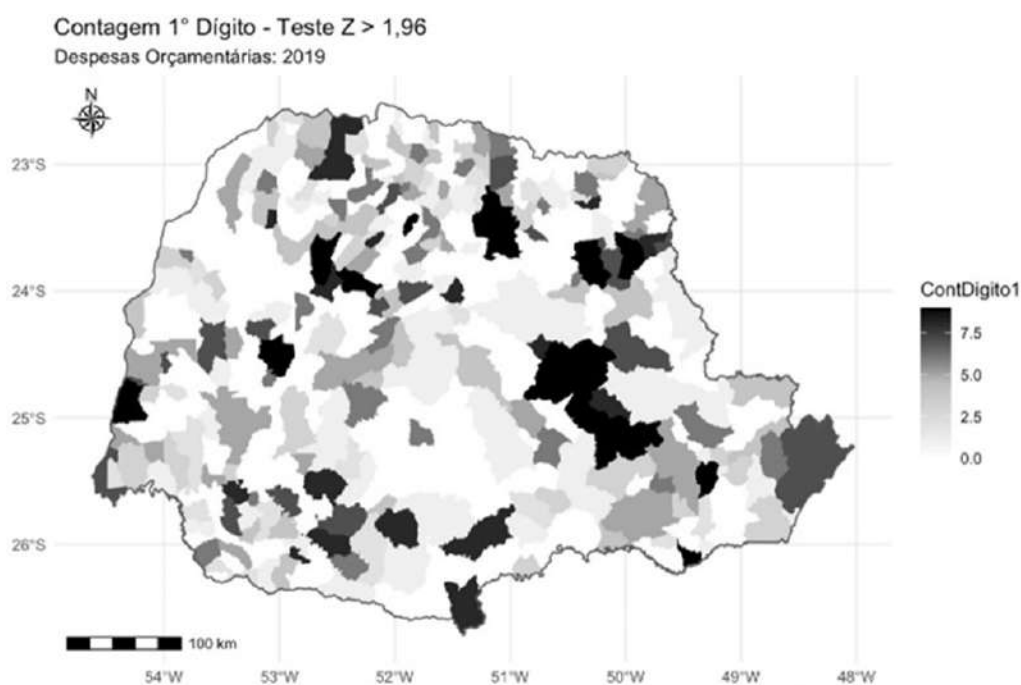 Contagem 1° Dígito - Teste Z > 1,96
Despesas Orçamentárias: 2019
N
23°S
24°S
25°S
26°S
ContDigito1
7.5
5.0
2.5
0.0
100 km
54°W 53°W 52°W 51°W 50°W 49°W 48°W